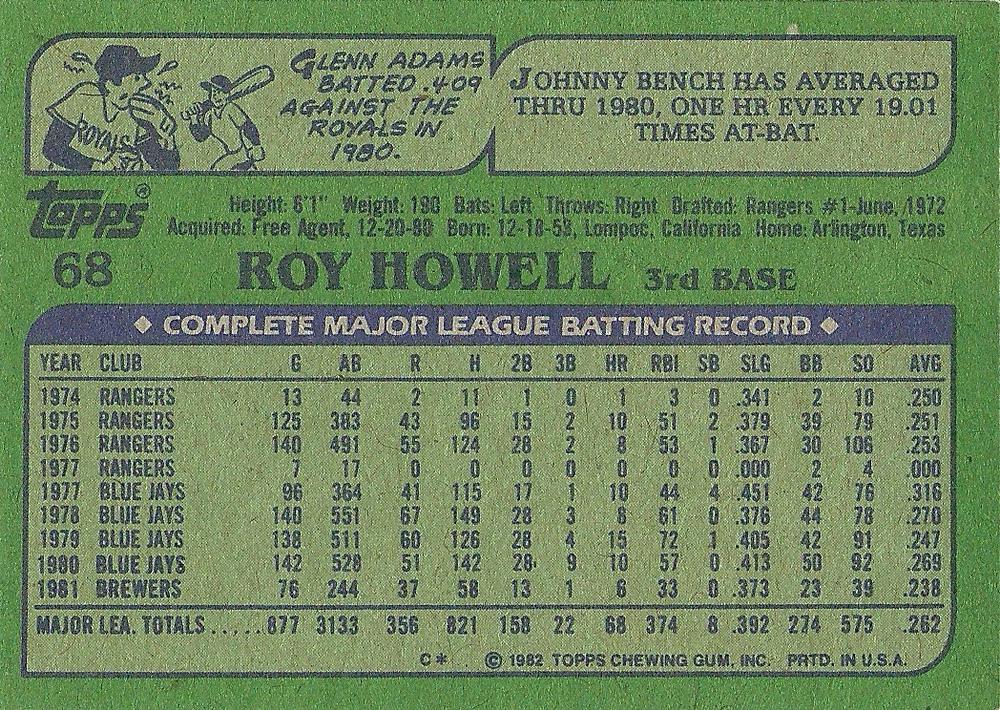 GLENN ADAMS
BATTED .409
AGAINST THE
ROYALS IN
1980.
ROYALS
JOHNNY BENCH HAS AVERAGED
THRU 1980, ONE HR EVERY 19.01
TIMES AT-BAT.
Topps®
Height: 6'1" Weight: 190 Bats: Left Throws: Right Drafted: Rangers #1-June, 1972
Acquired: Free Agent, 12-20-80 Born: 12-18-53, Lompoc, California Home: Arlington, Texas
68 ROY HOWELL 3rd BASE
◆ COMPLETE MAJOR LEAGUE BATTING RECORD ◆
YEAR CLUB G AB R H 2B 3B HR RBI SB SLG BB SO AVG
1974 RANGERS 13 44 2 11 1 0 1 3 0 .341 2 10 .250
1975 RANGERS 125 383 43 96 15 2 10 51 2 .379 39 79 .251
1976 RANGERS 140 491 55 124 28 2 8 53 1 .367 30 106 .253
1977 RANGERS 7 17 0 0 0 0 0 0 0 .000 2 4 .000
1977 BLUE JAYS 96 364 41 115 17 1 10 44 4 .451 42 76 .316
1978 BLUE JAYS 140 551 67 149 28 3 8 61 0 .376 44 78 .270
1979 BLUE JAYS 138 511 60 126 28 4 15 72 1 .405 42 91 .247
1980 BLUE JAYS 142 528 51 142 28 9 10 57 0 .413 50 92 .269
1981 BREWERS 76 244 37 58 13 1 6 33 0 .373 23 39 .238
MAJOR LEA. TOTALS ......877 3133 356 821 158 22 68 374 8 .392 274 575 .262
C* © 1982 TOPPS CHEWING GUM, INC. PRTD. IN U.S.A.